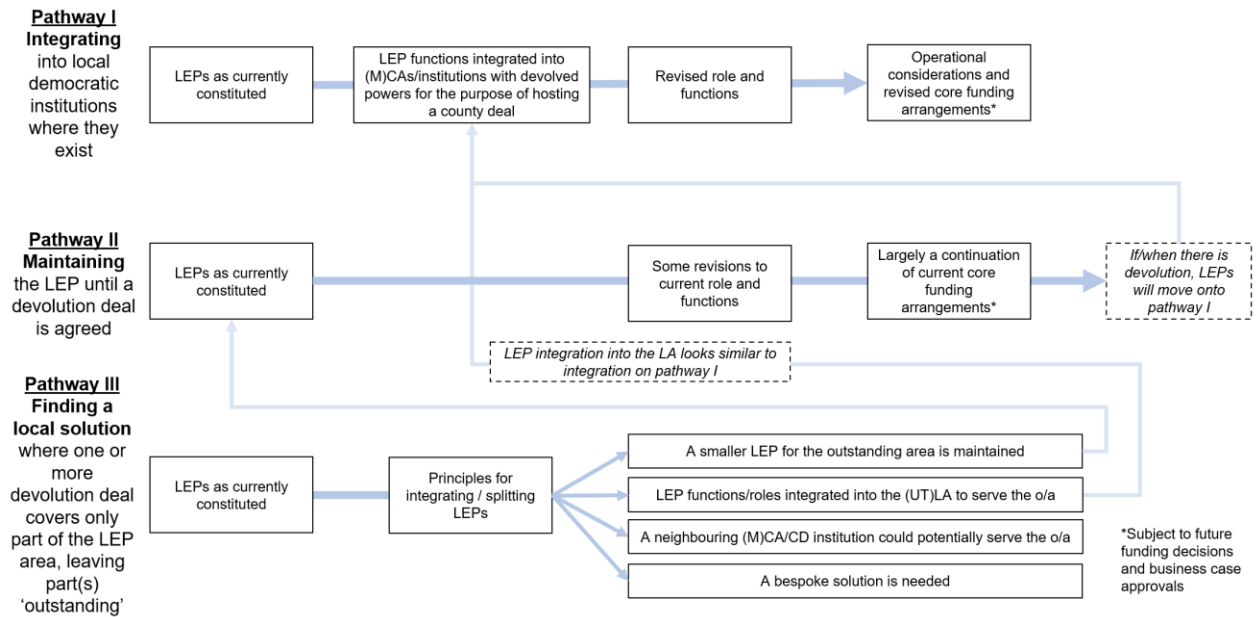 Pathway I
Integrating
into local
democratic
institutions
where they
exist
LEPs as currently
constituted
LEP functions integrated into
(M)CAs/institutions with devolved
powers for the purpose of hosting
a county deal
Revised role and
functions
Operational
considerations and
revised core funding
arrangements*
Pathway II
Maintaining
the LEP until a
devolution deal
is agreed
LEPs as currently
constituted
Some revisions to
current role and
functions
Largely a continuation
of current core
funding
arrangements*
If/when there is
devolution, LEPs
will move onto
pathway I
LEP integration into the LA looks similar to
integration on pathway I
Pathway III
Finding a
local solution
where one or
more
devolution deal
covers only
part of the LEP
area, leaving
part(s)
‘outstanding’
LEPs as currently
constituted
Principles for
integrating / splitting
LEPs
A smaller LEP for the outstanding area is maintained
LEP functions/roles integrated into the (UT)LA to serve the o/a
A neighbouring (M)CA/CD institution could potentially serve the o/a
A bespoke solution is needed
*Subject to future
funding decisions
and business case
approvals